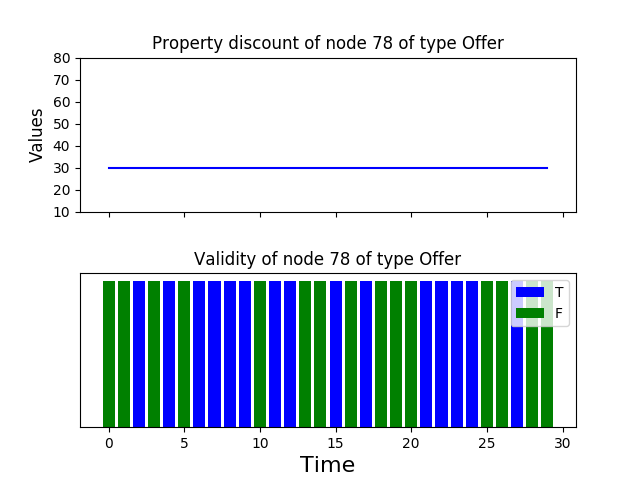 Property discount of node 78 of type Offer
80
70
60
50
40
30
20
10
Values
Validity of node 78 of type Offer
T
F
0 5 10 15 20 25 30
Time